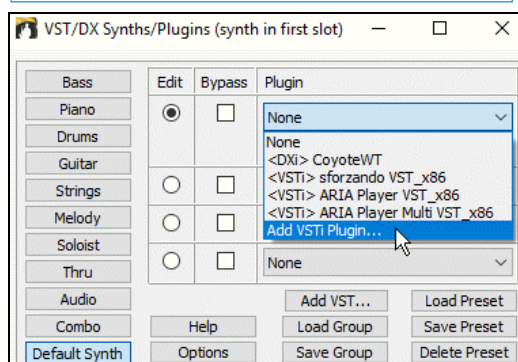 VST/DX Synths/Plugins (synth in first slot)
Bass Edit Bypass Plugin
Piano None
Drums None
Guitar <DXi> CoyoteWT
<VSTi> sforzando VST_x86
Strings <VSTi> ARIA Player VST_x86
<VSTi> ARIA Player Multi VST_x86
Melody Add VSTi Plugin...
Soloist None
Thru
Audio Add VST... Load Preset
Combo Help Load Group Save Preset
Default Synth Options Save Group Delete Preset